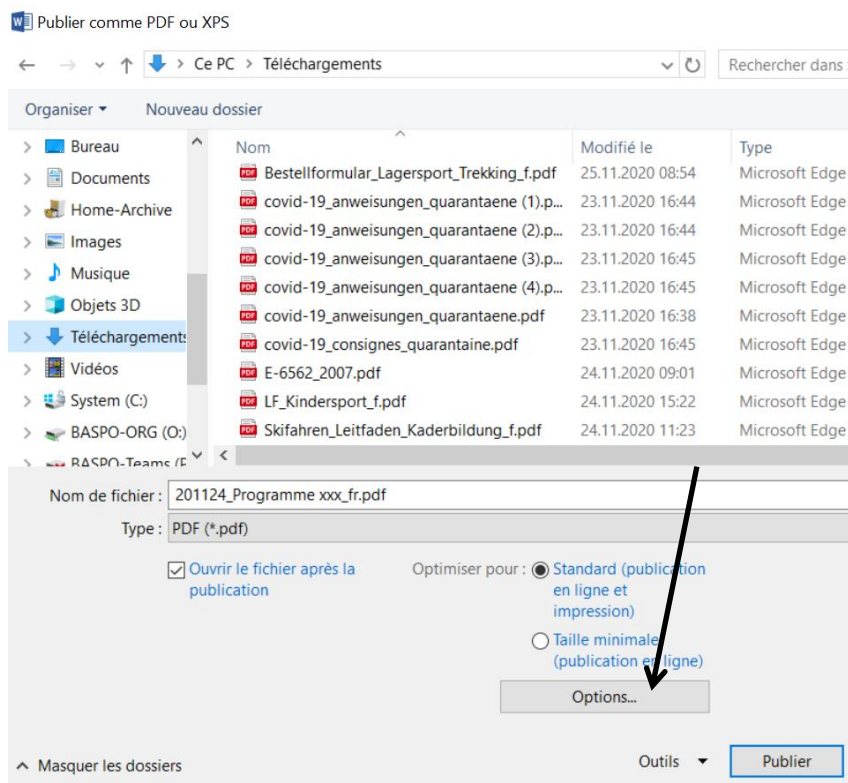 Publier comme PDF ou XPS
Ce PC > Téléchargements
Rechercher dans
Organiser Nouveau dossier
Nom Modifié le Type
Bureau
Documents
Home-Archive
Images
Musique
Objets 3D
Téléchargements
Vidéos
System (C:)
BASPO-ORG (O:)
BASPO-Teams (P
Bestellformular_Lagersport_Trekking_f.pdf 25.11.2020 08:54 Microsoft Edge
covid-19_anweisungen_quarantaene (1).p... 23.11.2020 16:44 Microsoft Edge
covid-19_anweisungen_quarantaene (2).p... 23.11.2020 16:44 Microsoft Edge
covid-19_anweisungen_quarantaene (3).p... 23.11.2020 16:45 Microsoft Edge
covid-19_anweisungen_quarantaene (4).p... 23.11.2020 16:45 Microsoft Edge
covid-19_anweisungen_quarantaene.pdf 23.11.2020 16:38 Microsoft Edge
covid-19_consignes_quarantaine.pdf 23.11.2020 16:45 Microsoft Edge
E-6562_2007.pdf 24.11.2020 09:01 Microsoft Edge
LF_Kindersport_f.pdf 24.11.2020 15:22 Microsoft Edge
Skifahren_Leitfaden_Kaderbildung_f.pdf 24.11.2020 11:23 Microsoft Edge
Nom de fichier : 201124_Programme xxx_fr.pdf
Type : PDF (*.pdf)
Ouvrir le fichier après la
publication
Optimiser pour : Standard (publication
en ligne et
impression)
Taille minimale
(publication en ligne)
Options...
Masquer les dossiers
Outils
Publier